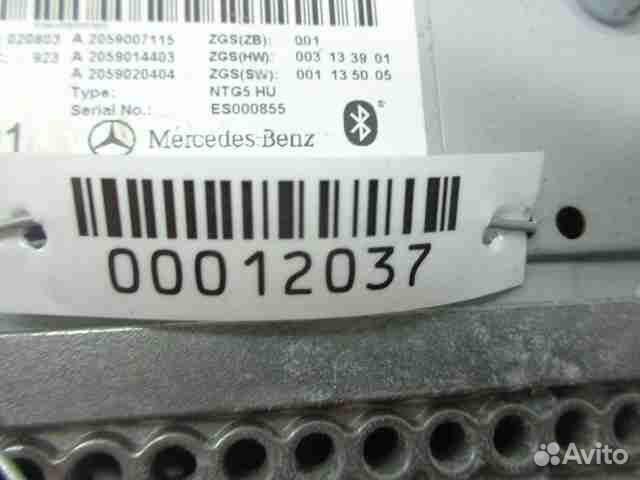 020803 A 2059007115 ZGS(ZB): 001
923 A 2059014403 ZGS(HW): 003 13 39 01
A 2059020404 ZGS(SW): 001 13 50 05
Type: NTG5 HU
Serial No.: ES000855
Mercedes-Benz
00012037
Avito